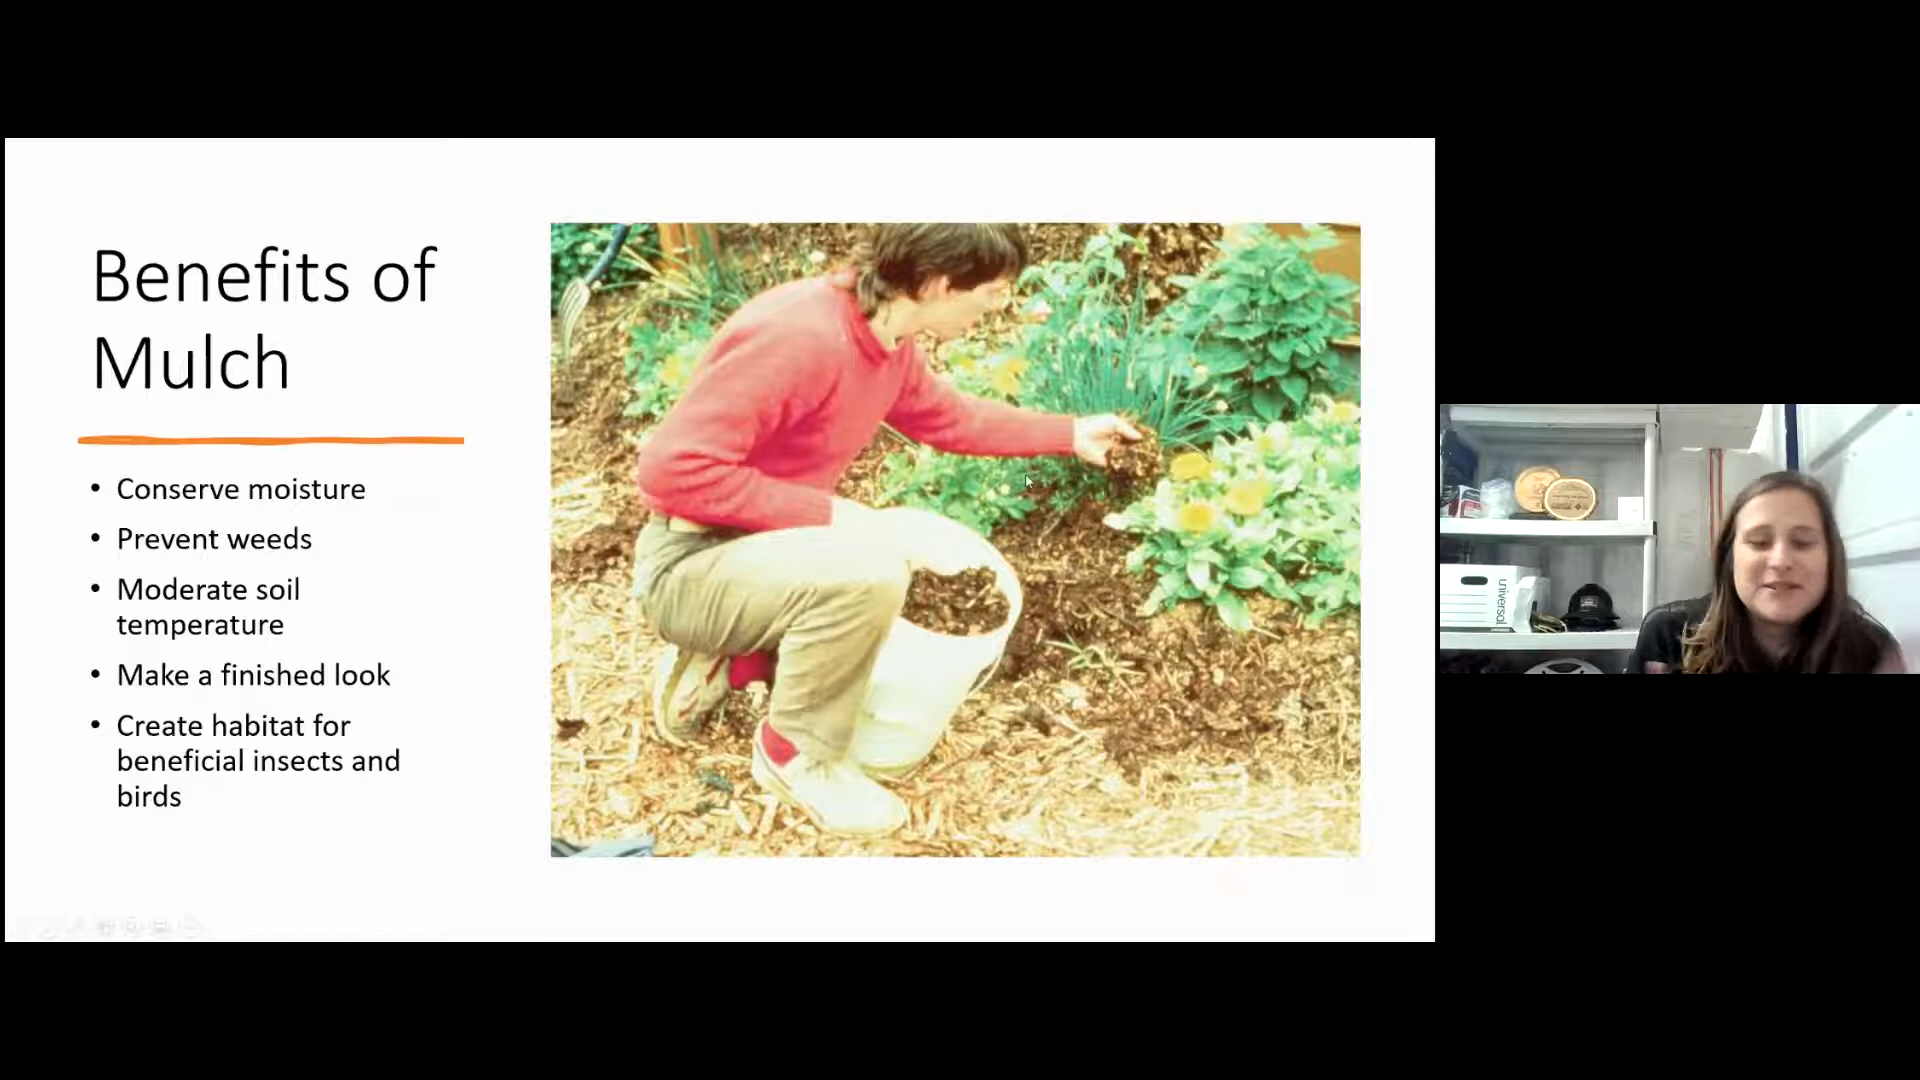 Benefits of
Mulch
• Conserve moisture
• Prevent weeds
• Moderate soil
temperature
• Make a finished look
• Create habitat for
beneficial insects and
birds
universal